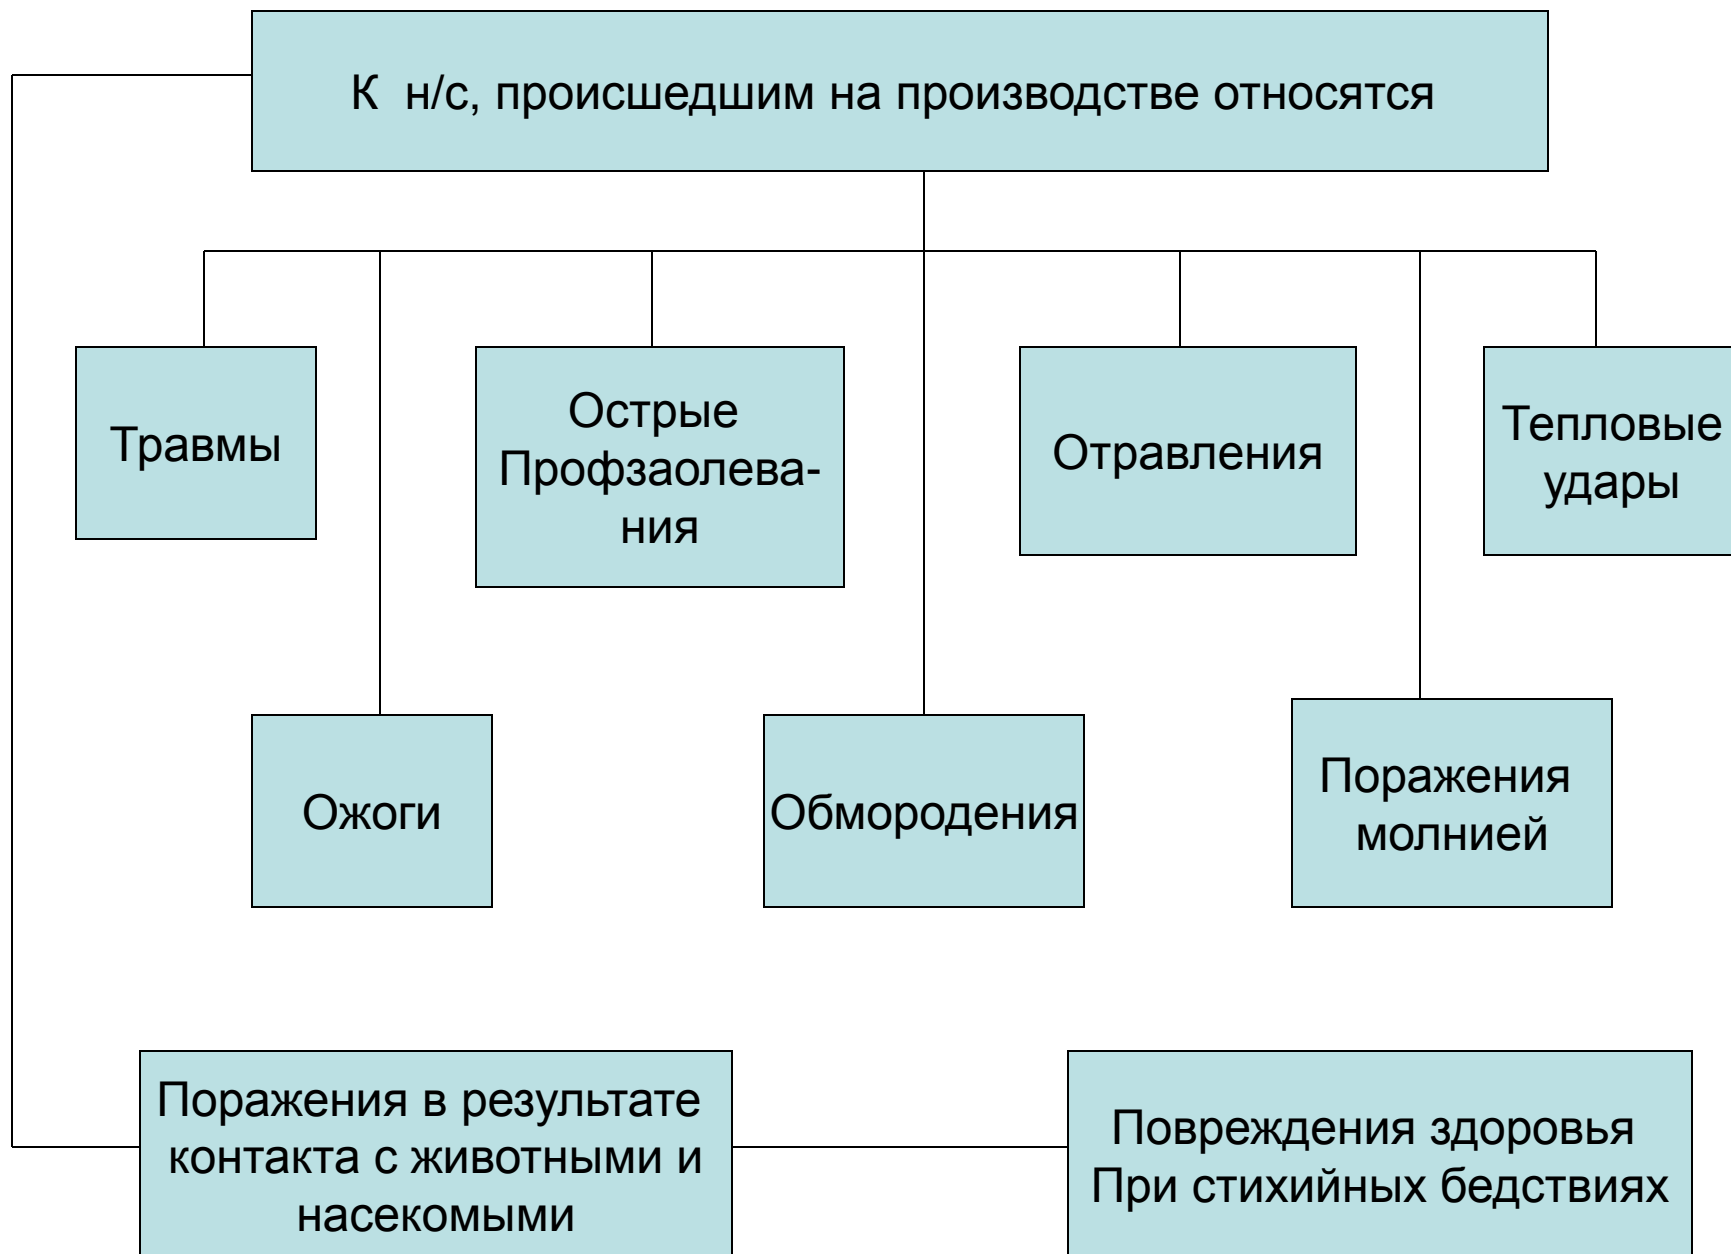 К н/с, происшедшим на производстве относятся
Травмы
Острые
Профзаолева-
ния
Отравления
Тепловые
удары
Ожоги
Обмородения
Поражения
молнией
Поражения в результате
контакта с животными и
насекомыми
Повреждения здоровья
При стихийных бедствиях